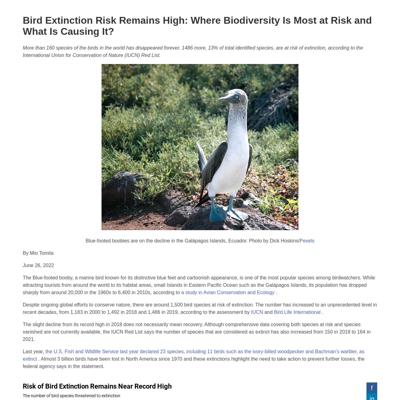 Bird Extinction Risk Remains High: Where Biodiversity Is Most at Risk and
What Is Causing It?
More than 160 species of the birds in the world has disappeared forever. 1486 more, 13% of total identified species, are at risk of extinction, according to the
International Union for Conservation of Nature (IUCN) Red List.
Blue-footed boobies are on the decline in the Galápagos Islands, Ecuador. Photo by Dick Hoskins/Pexels
By Mio Tomita
June 26, 2022
The Blue-footed booby, a marine bird known for its distinctive blue feet and cartoonish appearance, is one of the most popular species among birdwatchers. While
attracting tourists from around the world to its habitat areas, small islands in Eastern Pacific Ocean such as the Galápagos Islands, its population has dropped
sharply from around 20,000 in the 1960s to 6,400 in 2010s, according to a study in Avian Conservation and Ecology .
Despite ongoing global efforts to conserve nature, there are around 1,500 bird species at risk of extinction. The number has increased to an unprecedented level in
recent decades, from 1,183 in 2000 to 1,492 in 2018 and 1,486 in 2019, according to the assessment by IUCN and Bird Life International .
The slight decline from its record high in 2018 does not necessarily mean recovery. Although comprehensive data covering both species at risk and species
vanished are not currently available, the IUCN Red List says the number of species that are considered as extinct has also increased from 150 in 2018 to 164 in
2021.
Last year, the U.S. Fish and Wildlife Service last year declared 23 species, including 11 birds such as the ivory-billed woodpecker and Bachman's warbler, as
extinct . Almost 3 billion birds have been lost in North America since 1970 and these extinctions highlight the need to take action to prevent further losses, the
federal agency says in the statement.
Risk of Bird Extinction Remains Near Record High
The number of bird species threatened to extinction
f
in